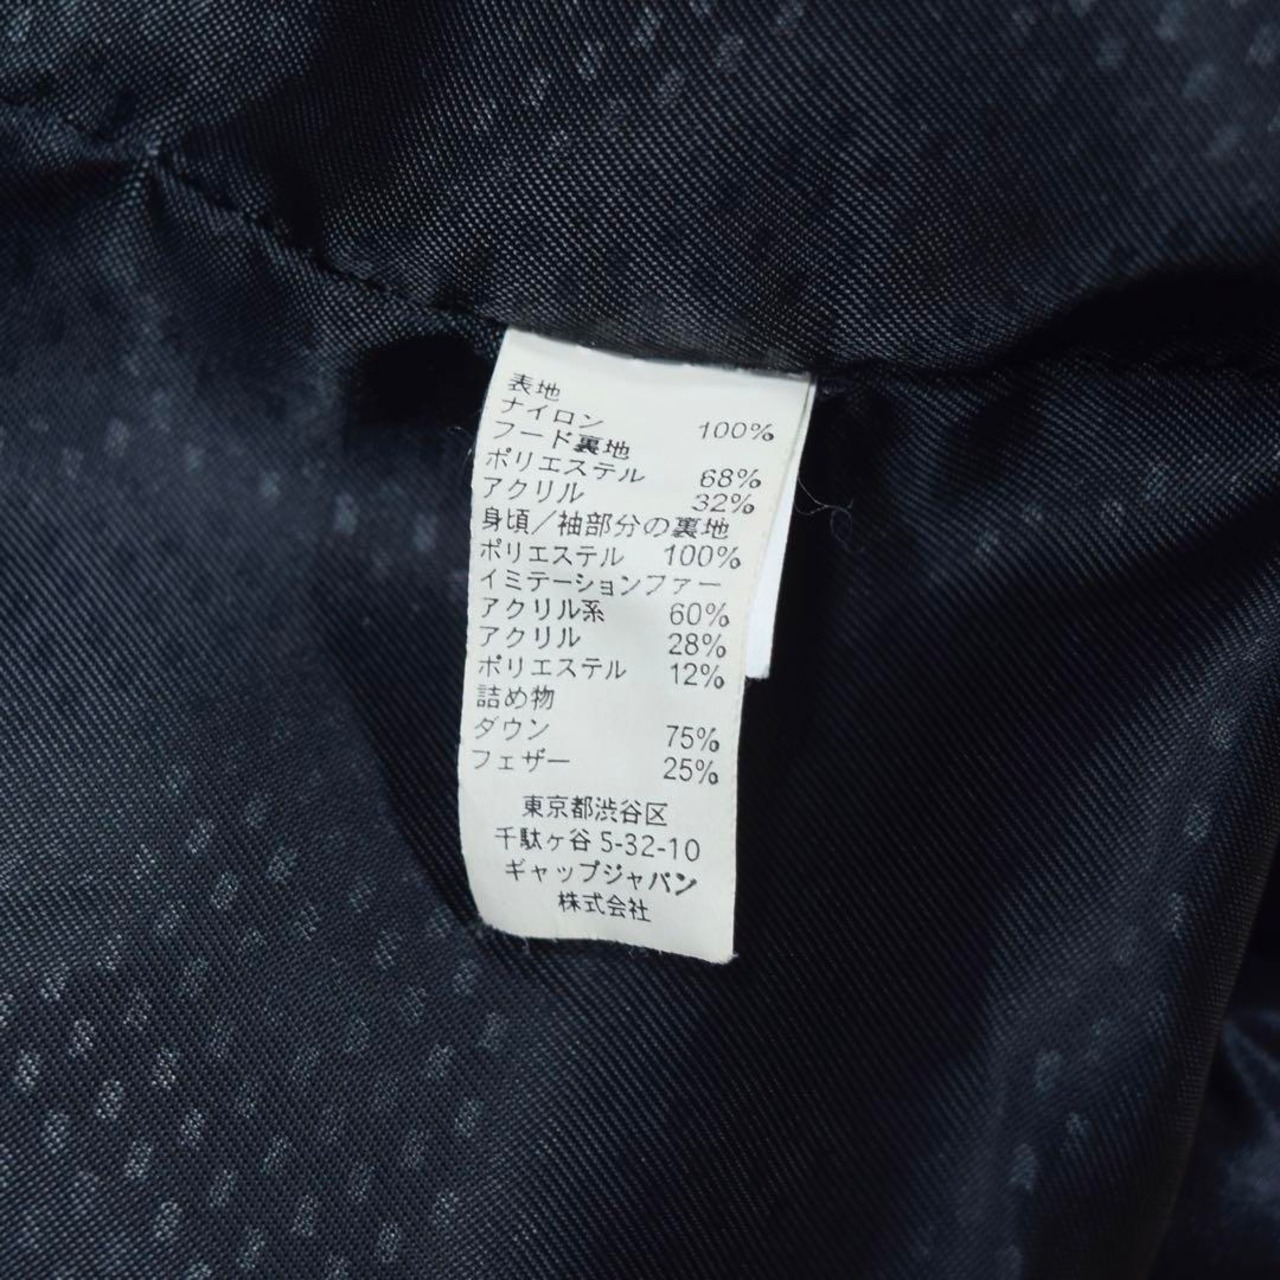 表地
ナイロン 100%
フード裏地
ポリエステル 68%
アクリル 32%
身頃／袖部分の裏地
ポリエステル 100%
イミテーションファー
アクリル系 60%
アクリル 28%
ポリエステル 12%
詰め物
ダウン 75%
フェザー 25%
東京都渋谷区
千駄ヶ谷 5-32-10
ギャップジャパン
株式会社